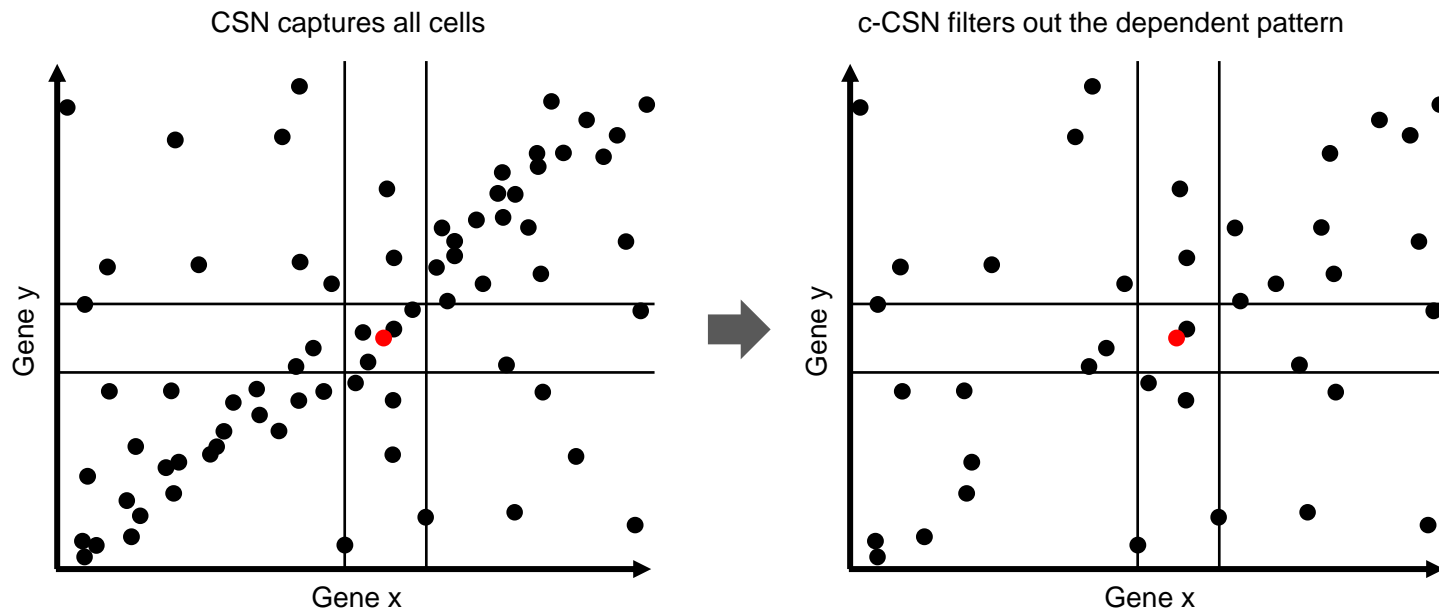 CSN captures all cells
c-CSN filters out the dependent pattern
Gene y
Gene x
Gene y
Gene x